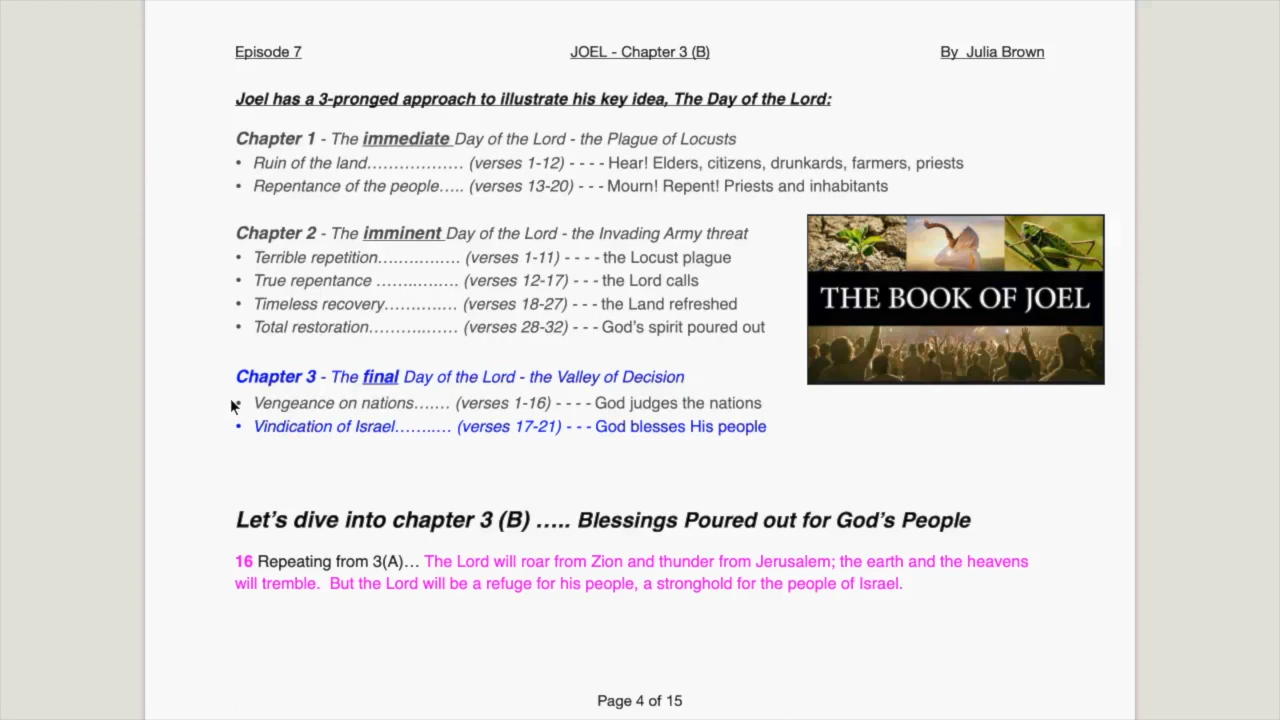 Episode 7 JOEL - Chapter 3 (B) By Julia Brown
Joel has a 3-pronged approach to illustrate his key idea, The Day of the Lord:
Chapter 1 - The immediate Day of the Lord - the Plague of Locusts
• Ruin of the land……………… (verses 1-12) - - - - Hear! Elders, citizens, drunkards, farmers, priests
• Repentance of the people….. (verses 13-20) - - - Mourn! Repent! Priests and inhabitants
Chapter 2 - The imminent Day of the Lord - the Invading Army threat
• Terrible repetition…………… (verses 1-11) - - - - the Locust plague
• True repentance ……..……… (verses 12-17) - - - the Lord calls
• Timeless recovery………….. (verses 18-27) - - - the Land refreshed
• Total restoration………..…… (verses 28-32) - - - God’s spirit poured out
THE BOOK OF JOEL
Chapter 3 - The final Day of the Lord - the Valley of Decision
• Vengeance on nations….… (verses 1-16) - - - - God judges the nations
• Vindication of Israel……..… (verses 17-21) - - - God blesses His people
Let’s dive into chapter 3 (B) ….. Blessings Poured out for God’s People
16 Repeating from 3(A)… The Lord will roar from Zion and thunder from Jerusalem; the earth and the heavens
will tremble. But the Lord will be a refuge for his people, a stronghold for the people of Israel.
Page 4 of 15